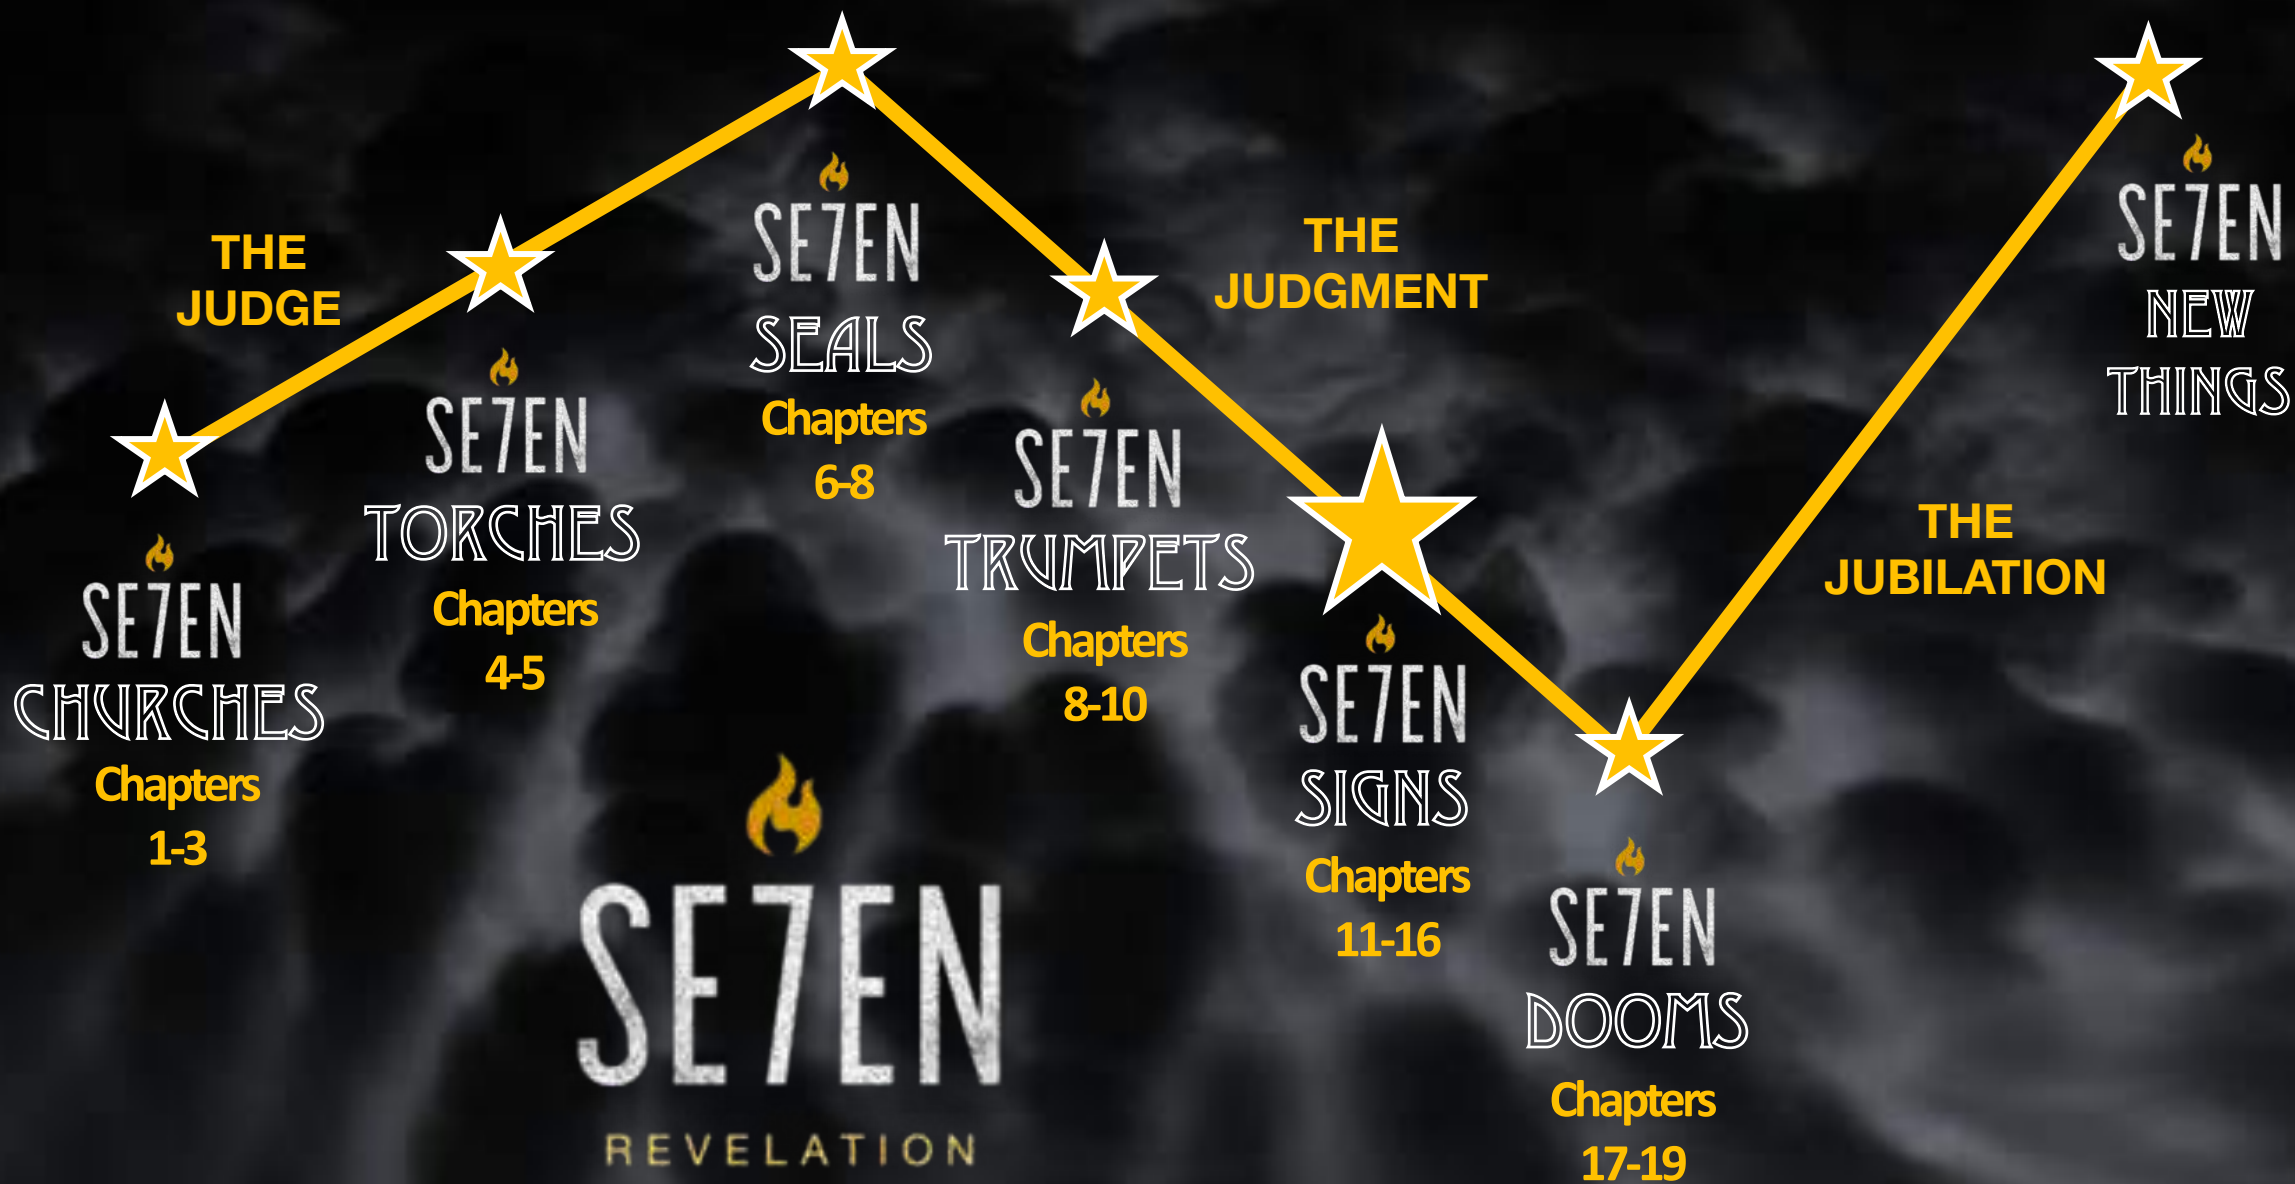 THE
JUDGE
SE7EN
CHURCHES
Chapters
1-3
SE7EN
TORCHES
Chapters
4-5
SE7EN
SEALS
Chapters
6-8
SE7EN
TRUMPETS
Chapters
8-10
THE
JUDGMENT
SE7EN
SIGNS
Chapters
11-16
SE7EN
DOOMS
Chapters
17-19
THE
JUBILATION
SE7EN
NEW
THINGS
SE7EN
REVELATION